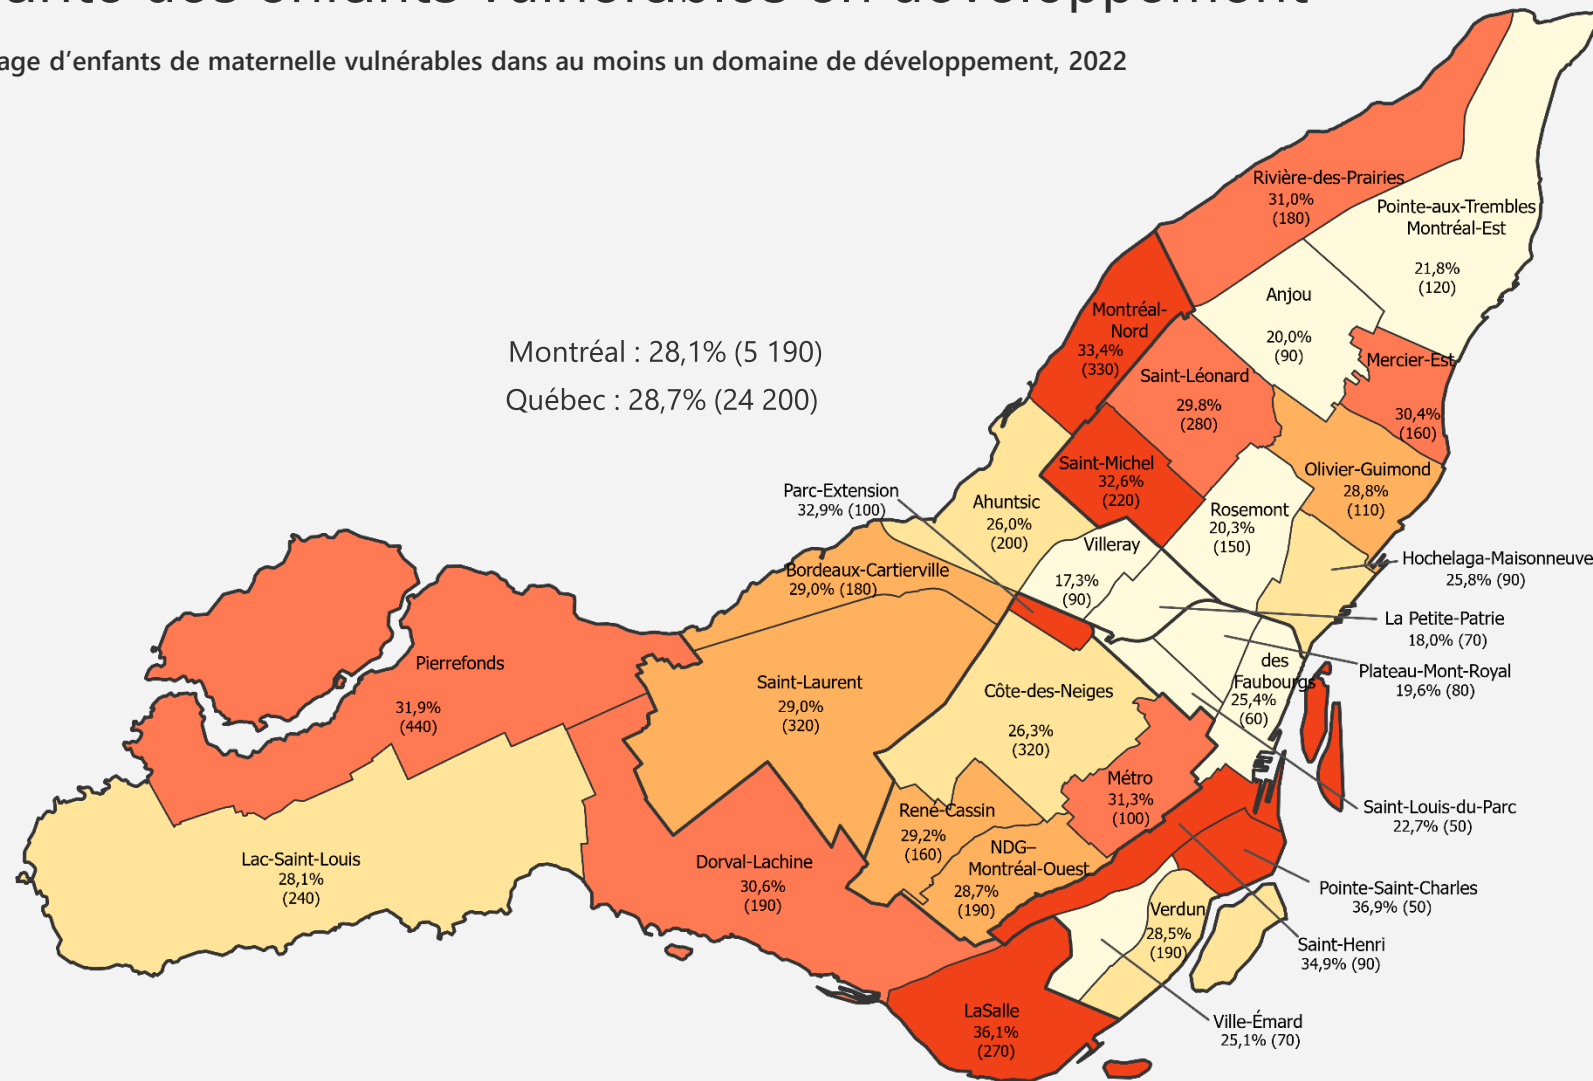 des enfants vulnérables en développement
d'enfants de maternelle vulnérables dans au moins un domaine de développement, 2022
Montréal : 28,1% (5 190)
Québec : 28,7% (24 200)
Rivière-des-Prairies
31,0%
(180)
Pointe-aux-Trembles
Montréal-Est
21,8%
(120)
Anjou
20,0%
(90)
Montréal-
Nord
33,4%
(330)
Mercier-Est
30,4%
(160)
Saint-Léonard
29.8%
(280)
Saint-Michel
32,6%
(220)
Olivier-Guimond
28,8%
(110)
Parc-Extension
32,9% (100)
Ahuntsic
26,0%
(200)
Rosemont
20,3%
(150)
Villeray
17,3%
(90)
Hochelaga-Maisonneuve
25,8% (90)
Bordeaux-Cartierville
29,0% (180)
La Petite-Patrie
18,0% (70)
Plateau-Mont-Royal
19,6% (80)
des
Faubourgs
25,4%
(60)
Pierrefonds
31,9%
(440)
Saint-Laurent
29,0%
(320)
Côte-des-Neiges
26,3%
(320)
Métro
31,3%
(100)
Saint-Louis-du-Parc
22,7% (50)
René-Cassin
29,2%
(160)
NDG–
Montréal-Ouest
28,7%
(190)
Lac-Saint-Louis
28,1%
(240)
Dorval-Lachine
30,6%
(190)
Pointe-Saint-Charles
36,9% (50)
Verdun
28,5%
(190)
Saint-Henri
34,9% (90)
LaSalle
36,1%
(270)
Ville-Émard
25,1% (70)